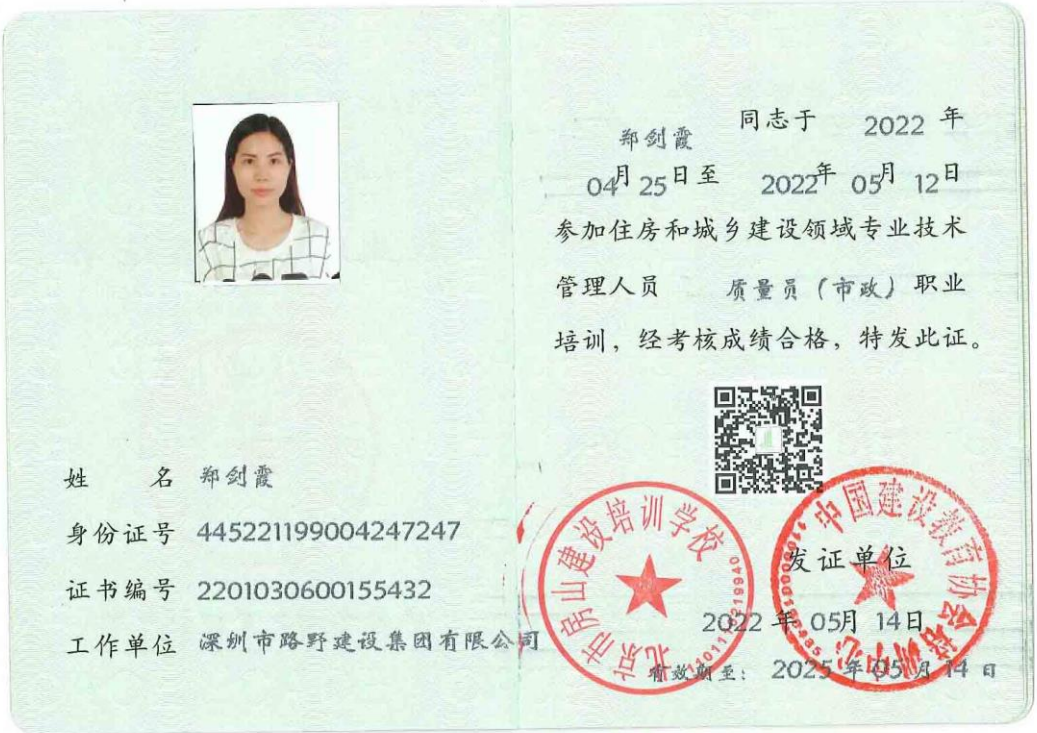 姓 名 郑剑霞
身份证号 445221199004247247
证书编号 2201030600155432
工作单位 深圳市路野建设集团有限公司
郑剑霞 同志于 2022 年
04月 25日至 2022年 05月 12日
参加住房和城乡建设领域专业技术
管理人员 质量员（市政）职业
培训，经考核成绩合格，特发此证。
北京市房山建设培训学校
中国建设教育协会培训中心
发证单位
2022 年 05月 14日
有效期至： 2025 年 05 月 14 日